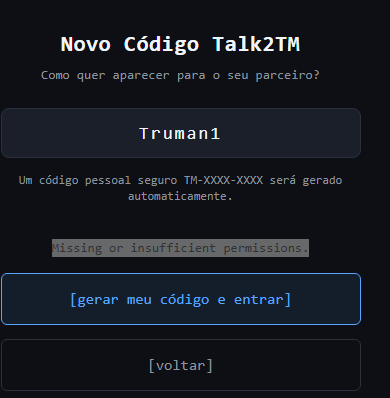 Novo Código Talk2TM
Como quer aparecer para o seu parceiro?
Truman1
Um código pessoal seguro TM-XXXX-XXXX será gerado
automaticamente.
Missing or insufficient permissions.
[gerar meu código e entrar]
[voltar]